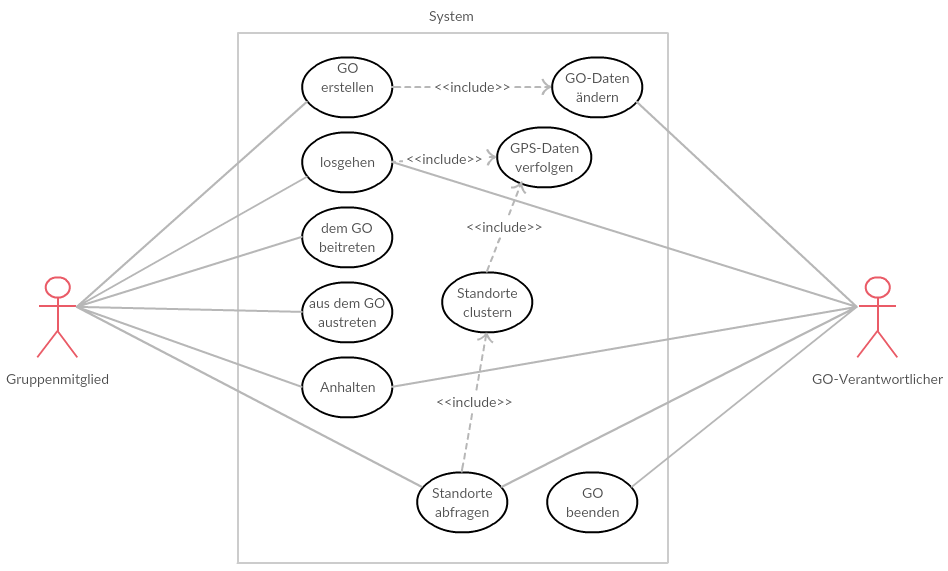 System
GO
erstellen
<<include>>
GO-Daten
ändern
losgehen
<<include>>
GPS-Daten
verfolgen
dem GO
beitreten
<<include>>
aus dem GO
austreten
Standorte
clustern
Gruppenmitglied
GO-Verantwortlicher
Anhalten
<<include>>
Standorte
abfragen
GO
beenden